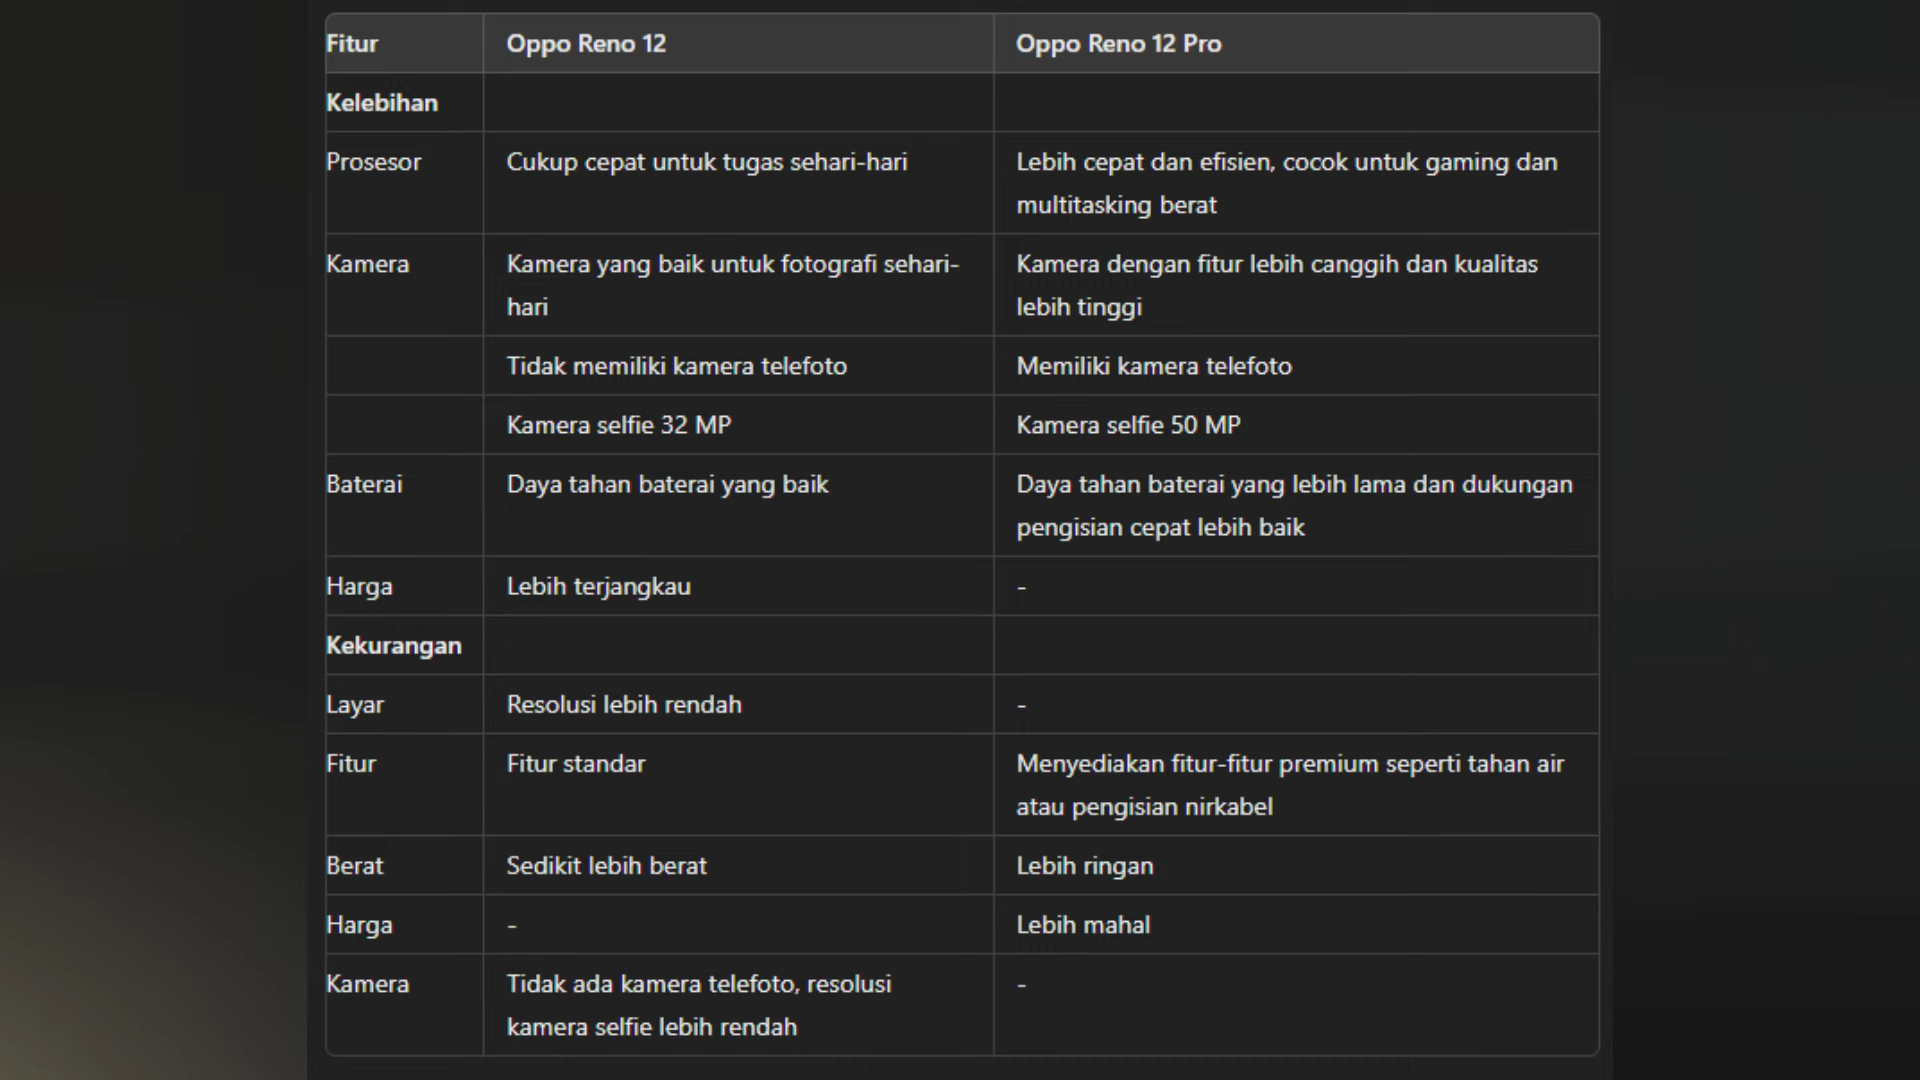 Fitur Oppo Reno 12 Oppo Reno 12 Pro
Kelebihan
Prosesor Cukup cepat untuk tugas sehari-hari Lebih cepat dan efisien, cocok untuk gaming dan
multitasking berat
Kamera Kamera yang baik untuk fotografi sehari- Kamera dengan fitur lebih canggih dan kualitas
hari lebih tinggi
Tidak memiliki kamera telefoto Memiliki kamera telefoto
Kamera selfie 32 MP Kamera selfie 50 MP
Baterai Daya tahan baterai yang baik Daya tahan baterai yang lebih lama dan dukungan
pengisian cepat lebih baik
Harga Lebih terjangkau -
Kekurangan
Layar Resolusi lebih rendah -
Fitur Fitur standar Menyediakan fitur-fitur premium seperti tahan air
atau pengisian nirkabel
Berat Sedikit lebih berat Lebih ringan
Harga - Lebih mahal
Kamera Tidak ada kamera telefoto, resolusi -
kamera selfie lebih rendah